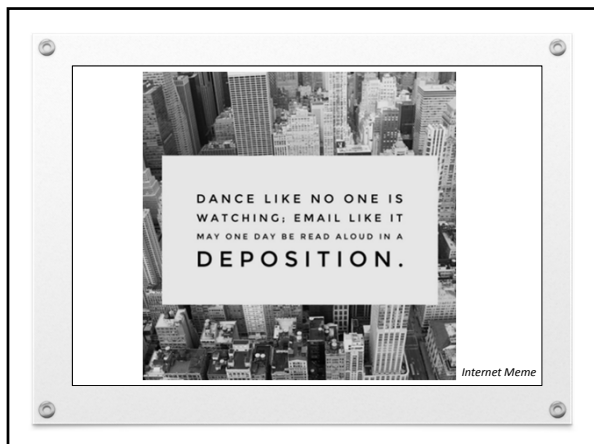 DANCE LIKE NO ONE IS
WATCHING; EMAIL LIKE IT
MAY ONE DAY BE READ ALOUD IN A
DEPOSITION.
Internet Meme